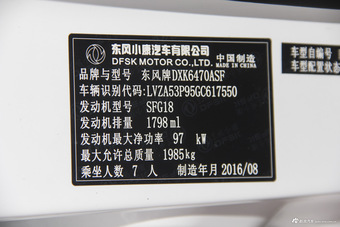 东风小康汽车有限公司
DFSK MOTOR CO.,LTD.
中国制造
MADE IN CHINA
品牌与型号 东风牌DXK6470ASF
车辆识别代码: LVZA53P95GC617550
发动机型号 SFG18
发动机排量 1798ml
发动机最大净功率 97 kW
最大允许总质量 1985kg
乘坐人数 7 人 制造年月 2016/08
车型自编号
车型配置状态